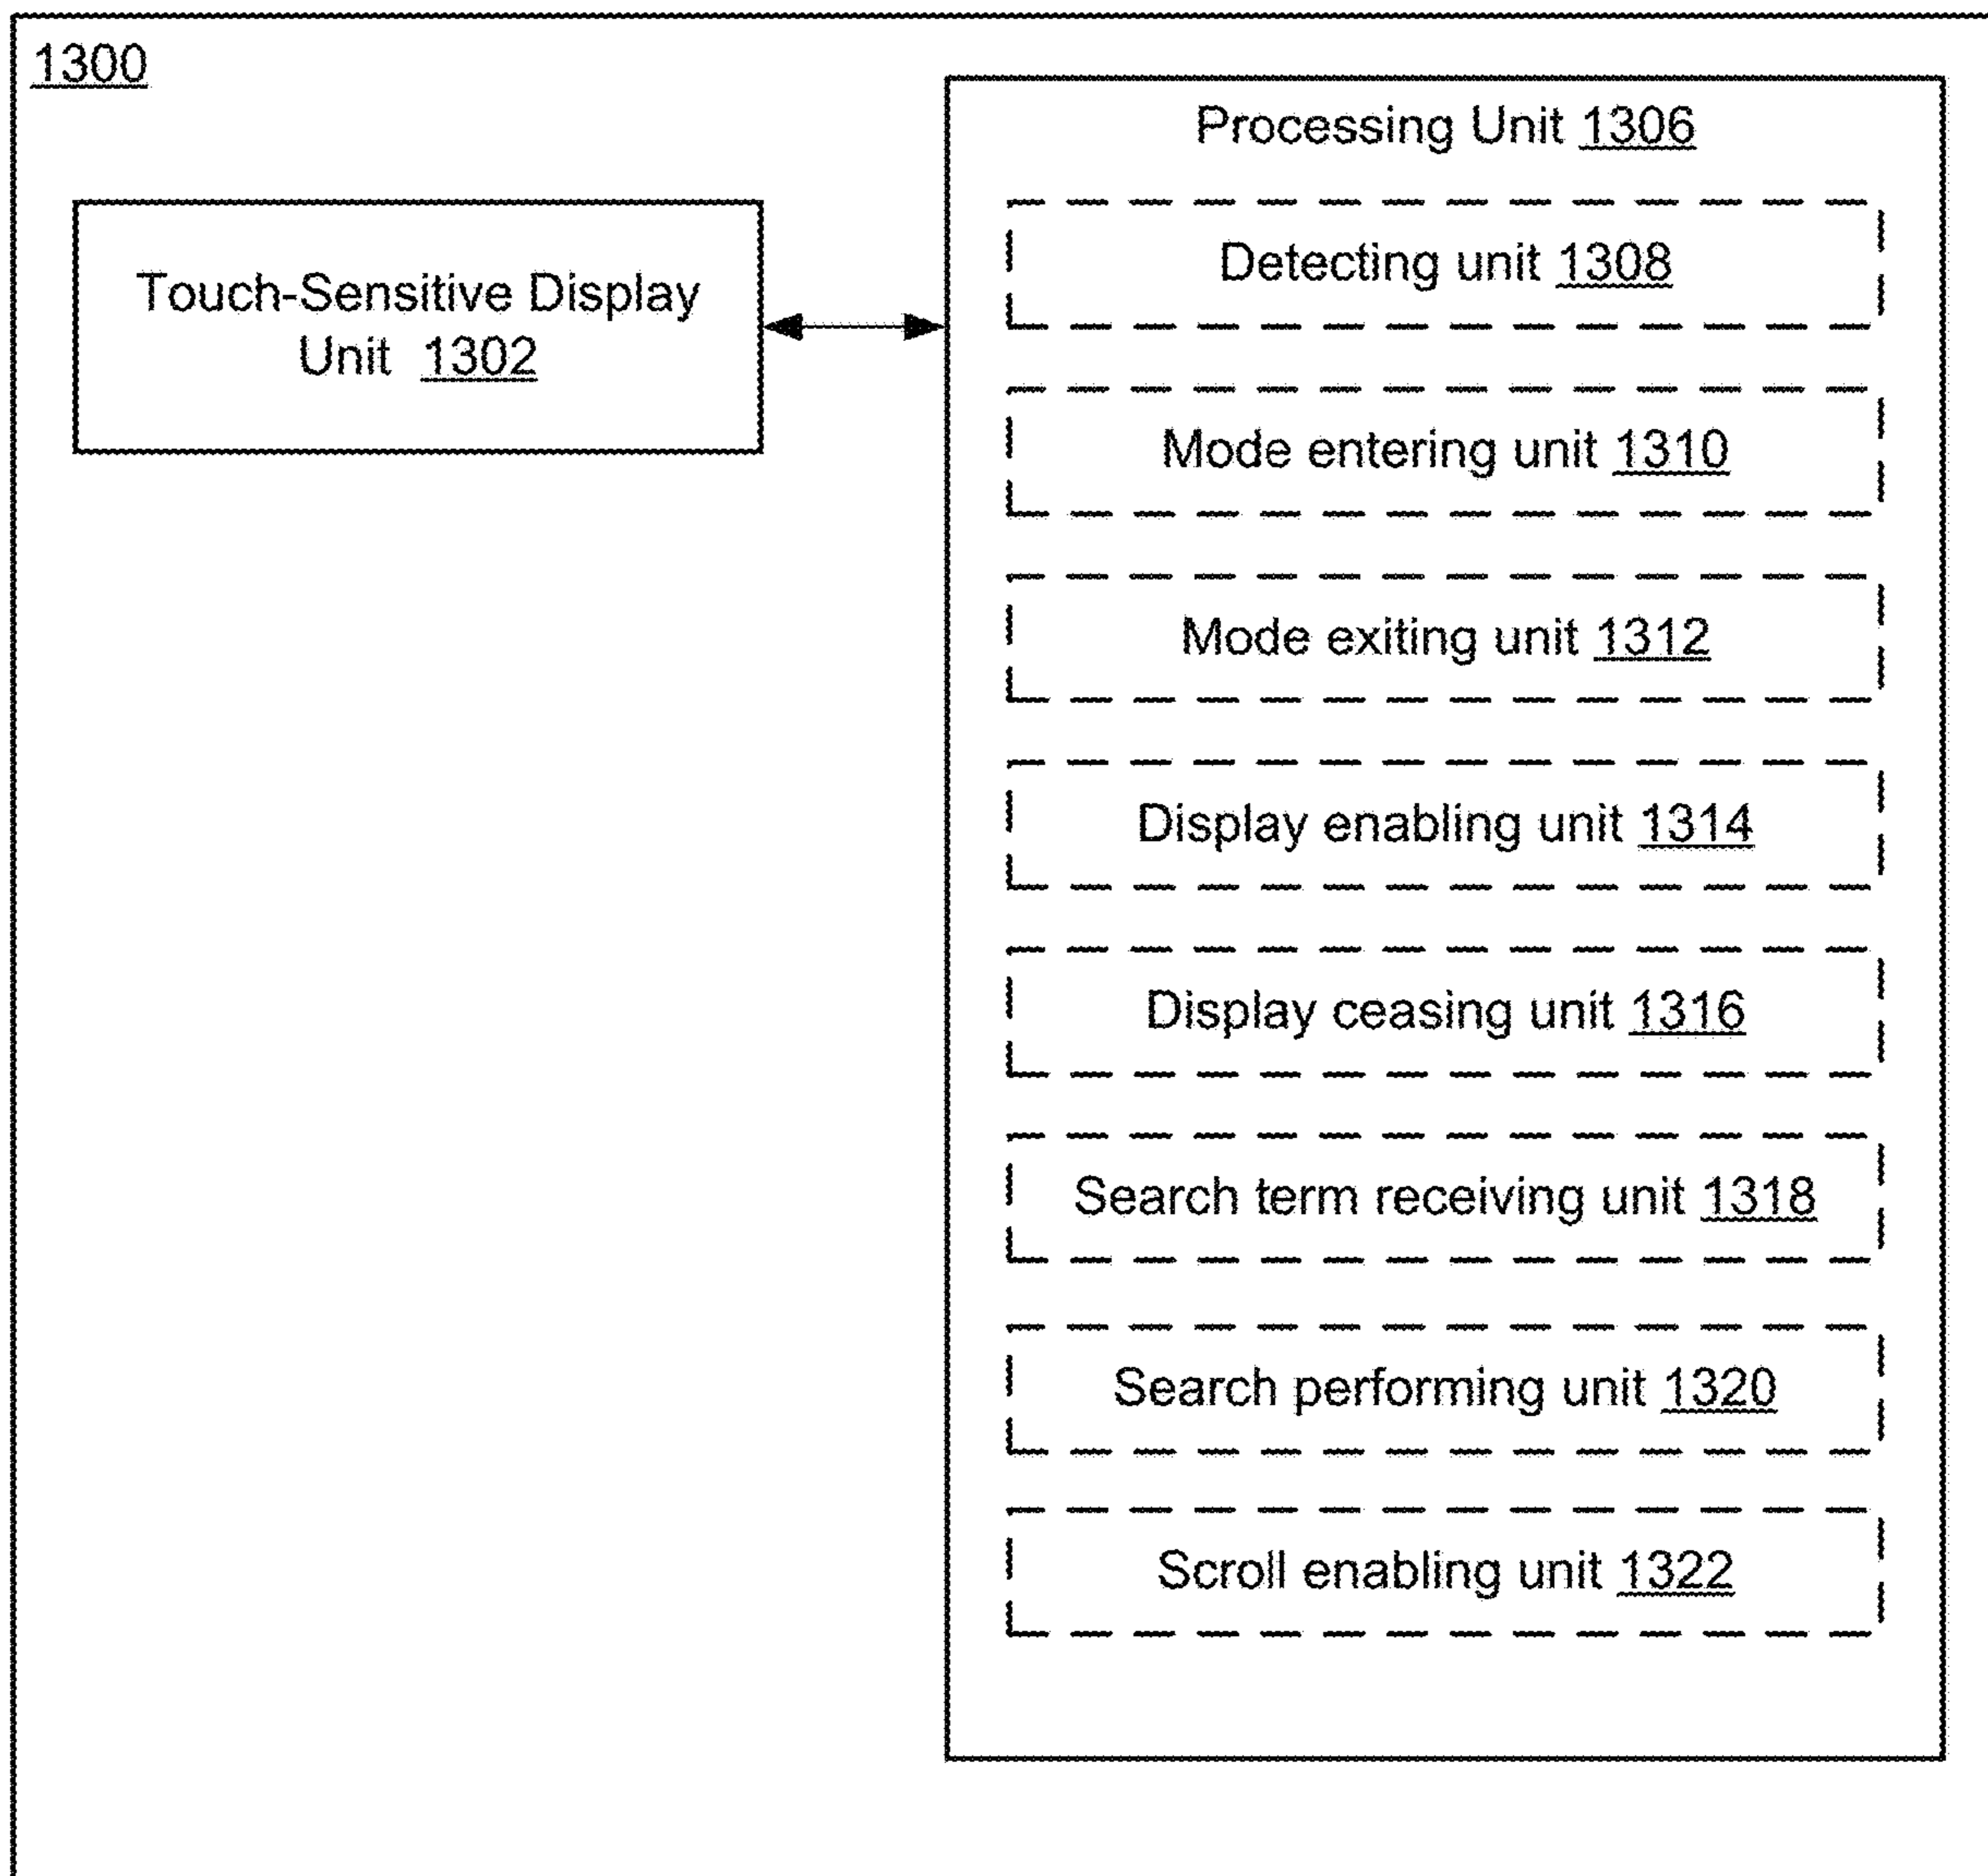 1300
Processing Unit 1306
Touch-Sensitive Display
Unit 1302
Detecting unit 1308
Mode entering unit 1310
Mode exiting unit 1312
Display enabling unit 1314
Display ceasing unit 1316
Search term receiving unit 1318
Search performing unit 1320
Scroll enabling unit 1322